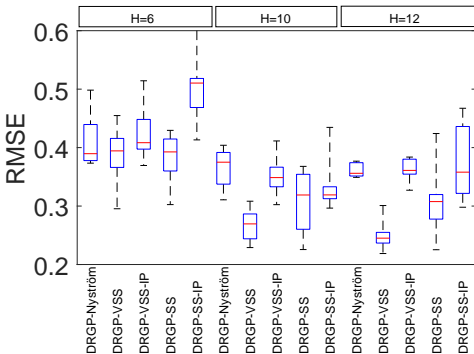 H=6
H=10
H=12
RMSE
0.6
0.5
0.4
0.3
0.2
DRGP-Nyström
DRGP-VSS
DRGP-VSS-IP
DRGP-SS
DRGP-SS-IP
DRGP-Nyström
DRGP-VSS
DRGP-VSS-IP
DRGP-SS
DRGP-SS-IP
DRGP-Nyström
DRGP-VSS
DRGP-VSS-IP
DRGP-SS
DRGP-SS-IP